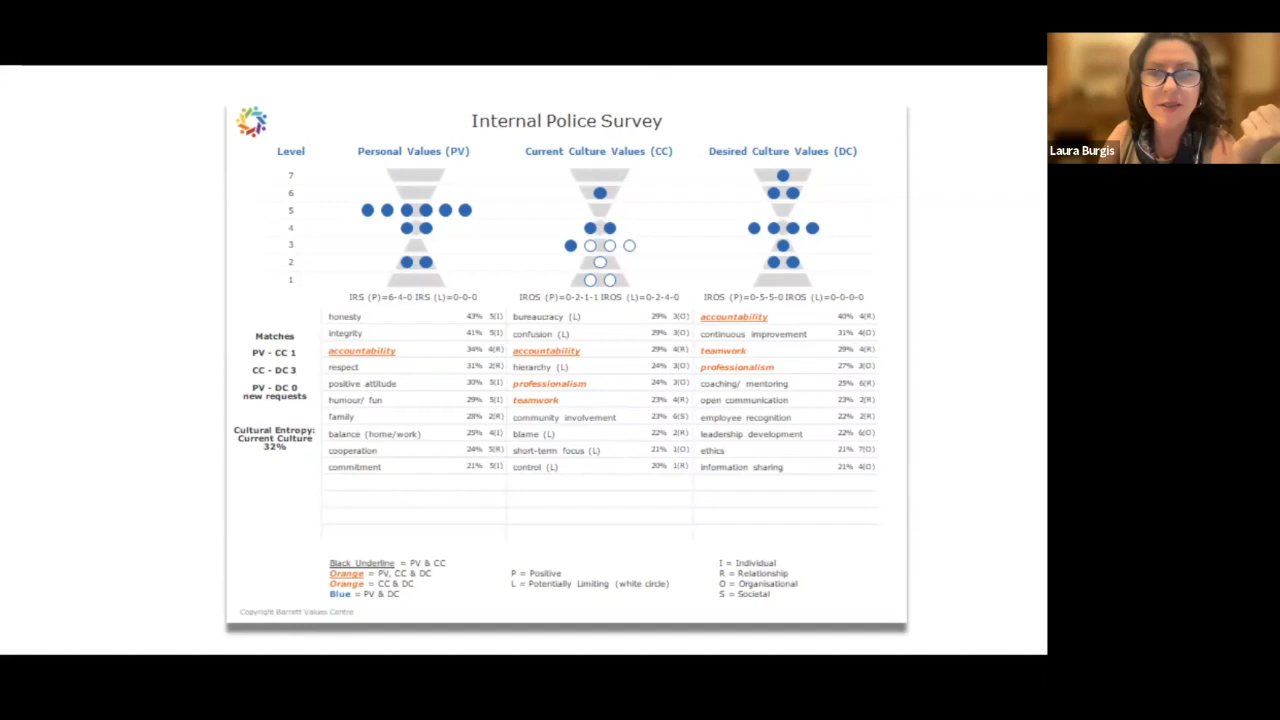 Internal Police Survey
Level Personal Values (PV) Current Culture Values (CC) Desired Culture Values (DC)
7
6
5
4
3
2
1
IRS (P)=6-4-0 IRS (L)=0-0-0 IROS (P)=0-2-1-1 IROS (L)=0-2-4-0 IROS (P)=0-5-5-0 IROS (L)=0-0-0-0
Matches
PV - CC 1
CC - DC 3
PV - DC 0
new requests
Cultural Entropy:
Current Culture
32%
honesty 43% 5(I) bureaucracy (L) 29% 3(O) accountability 40% 4(R)
integrity 41% 5(I) confusion (L) 29% 3(O) continuous improvement 31% 4(O)
accountability 34% 4(R) accountability 29% 4(R) teamwork 29% 4(R)
respect 31% 2(R) hierarchy (L) 24% 3(O) professionalism 27% 3(O)
positive attitude 30% 5(I) professionalism 24% 3(O) coaching/ mentoring 25% 6(R)
humour/ fun 29% 5(I) teamwork 23% 4(R) open communication 23% 2(R)
family 28% 2(R) community involvement 23% 6(S) employee recognition 22% 2(R)
balance (home/work) 25% 4(I) blame (L) 22% 2(R) leadership development 22% 6(O)
cooperation 24% 5(R) short-term focus (L) 21% 1(O) ethics 21% 7(O)
commitment 21% 5(I) control (L) 20% 1(R) information sharing 21% 4(O)
Black Underline = PV & CC
Orange = PV, CC & DC
Orange = CC & DC
Blue = PV & DC
P = Positive
L = Potentially Limiting (white circle)
I = Individual
R = Relationship
O = Organisational
S = Societal
Copyright Barrett Values Centre
Laura Burgis